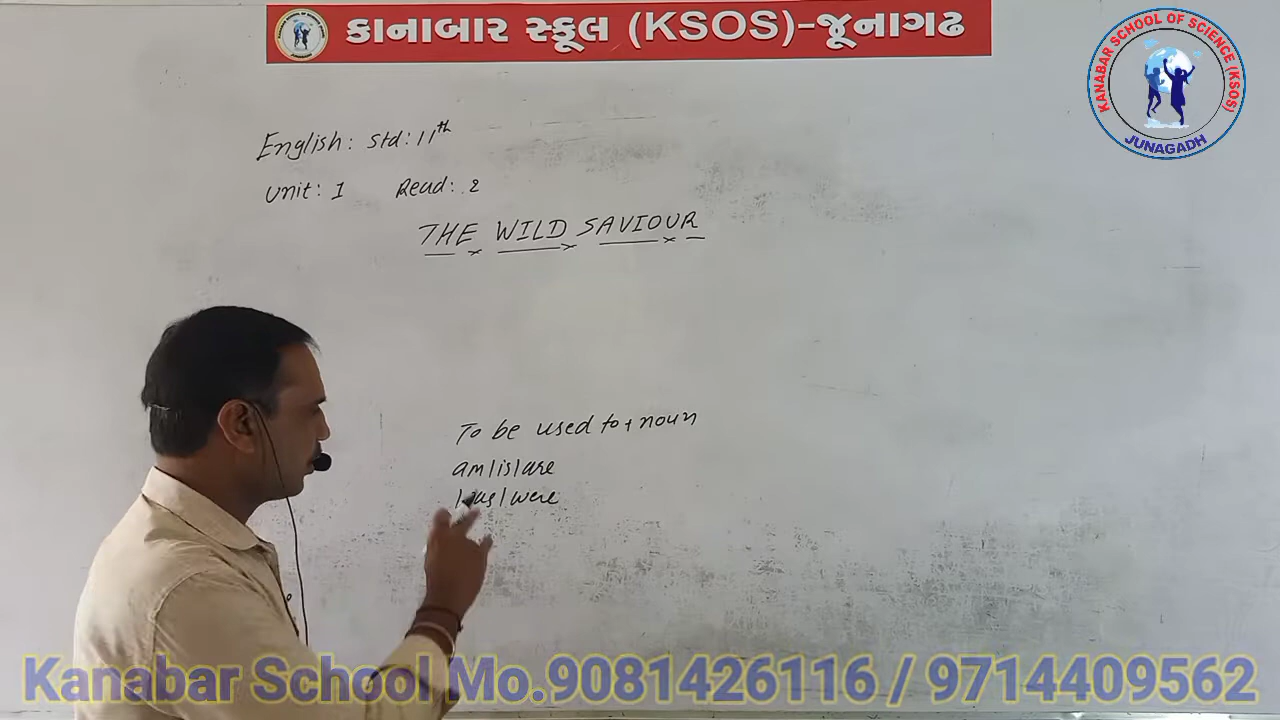 કાનાબાર સ્કૂલ (KSOS)-જૂનાગઢ
KANABAR SCHOOL OF SCIENCE (KSOS)
JUNAGADH
English: Std: 11th
Unit: 1 Read: 2
THE WILD SAVIOUR
To be used to + noun
am/is/are
/was/were
Kanabar School Mo.9081426116 / 9714409562